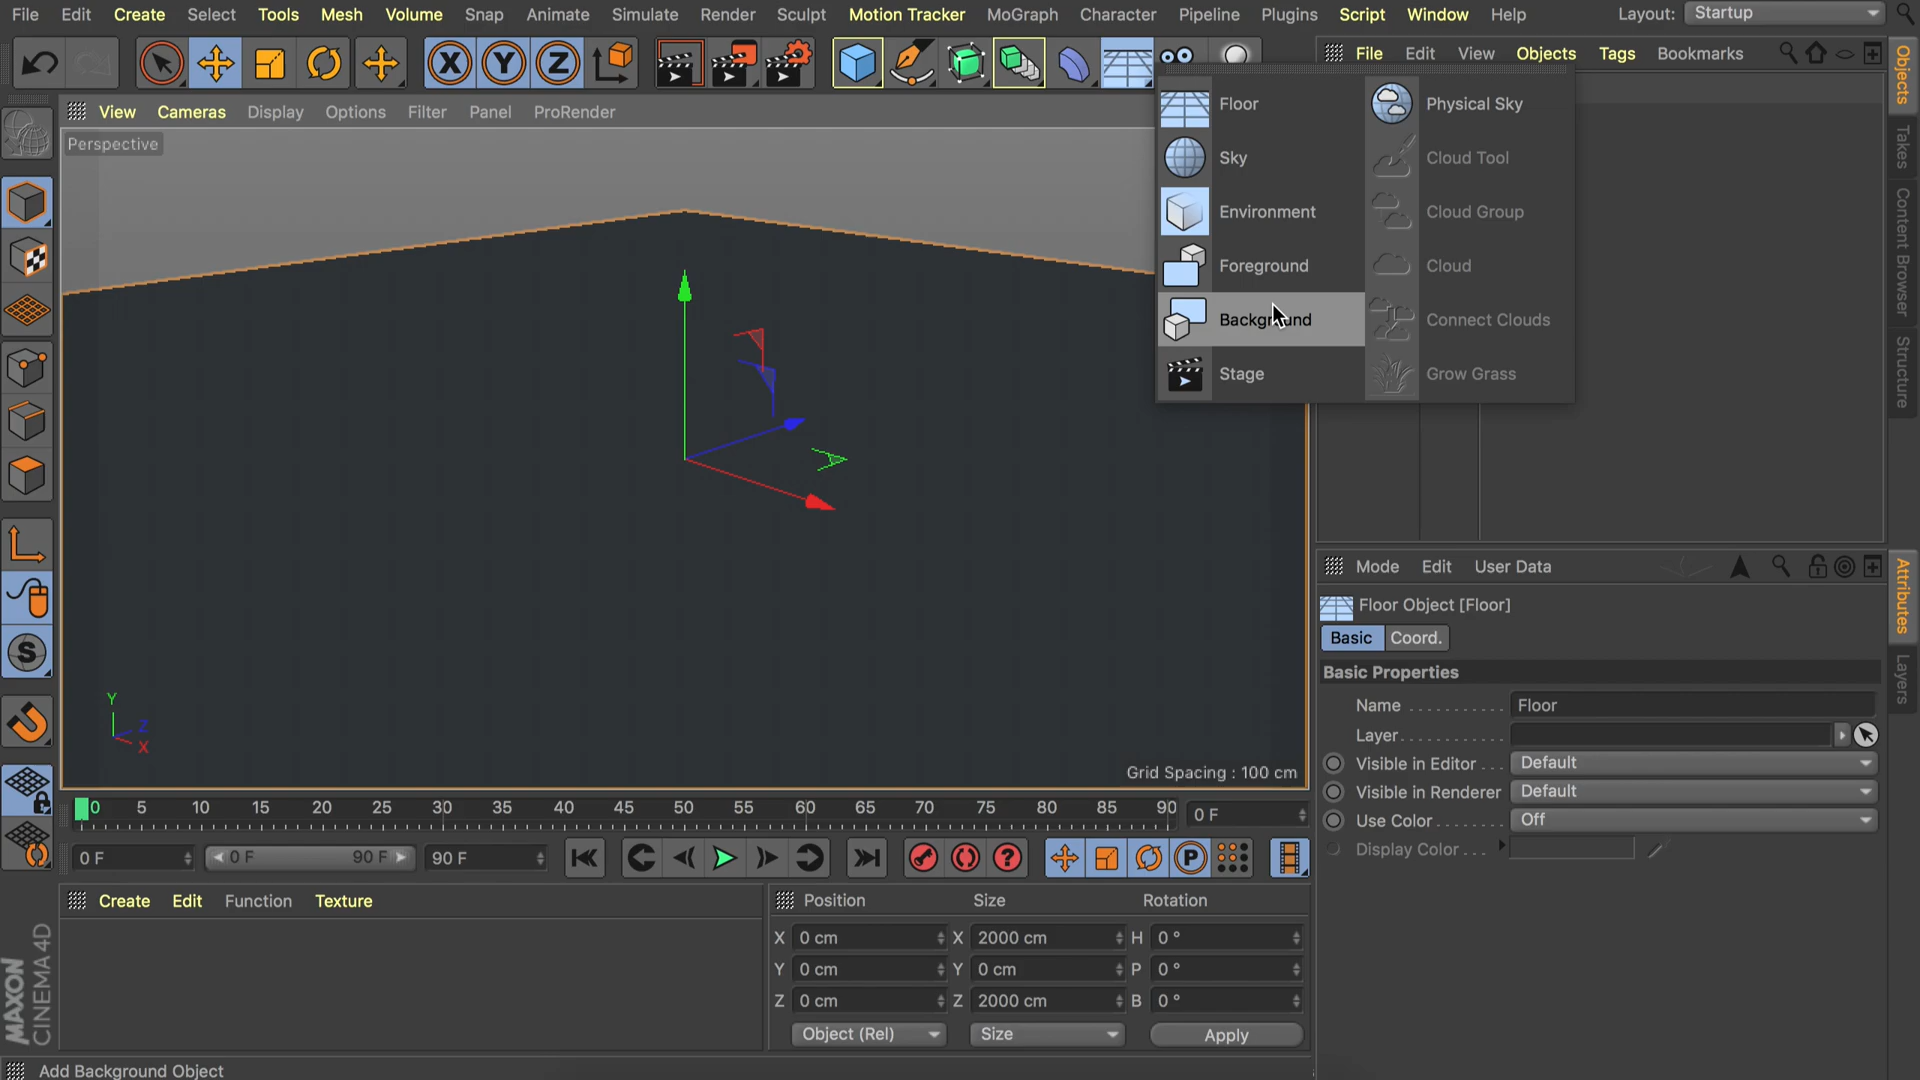 File Edit Create Select Tools Mesh Volume Snap Animate Simulate Render Sculpt Motion Tracker MoGraph Character Pipeline Plugins Script Window Help Layout: Startup
X Y Z
File Edit View Objects Tags Bookmarks
Objects
Takes
Content Browser
Structure
View Cameras Display Options Filter Panel ProRender
Perspective
Floor Physical Sky
Sky Cloud Tool
Environment Cloud Group
Foreground Cloud
Background Connect Clouds
Stage Grow Grass
S
Y
Z
X
Grid Spacing : 100 cm
Mode Edit User Data
Attributes
Layers
Floor Object [Floor]
Basic Coord.
Basic Properties
Name . . . . . . . . . . . Floor
Layer. . . . . . . . . . . .
Visible in Editor . . . Default
Visible in Renderer Default
Use Color. . . . . . . . Off
Display Color. . .
0 5 10 15 20 25 30 35 40 45 50 55 60 65 70 75 80 85 90 0 F
0 F 0 F 90 F 90 F ? P
Create Edit Function Texture
Position Size Rotation
X 0 cm X 2000 cm H 0 °
Y 0 cm Y 0 cm P 0 °
Z 0 cm Z 2000 cm B 0 °
Object (Rel) Size Apply
MAXON
CINEMA 4D
Add Background Object